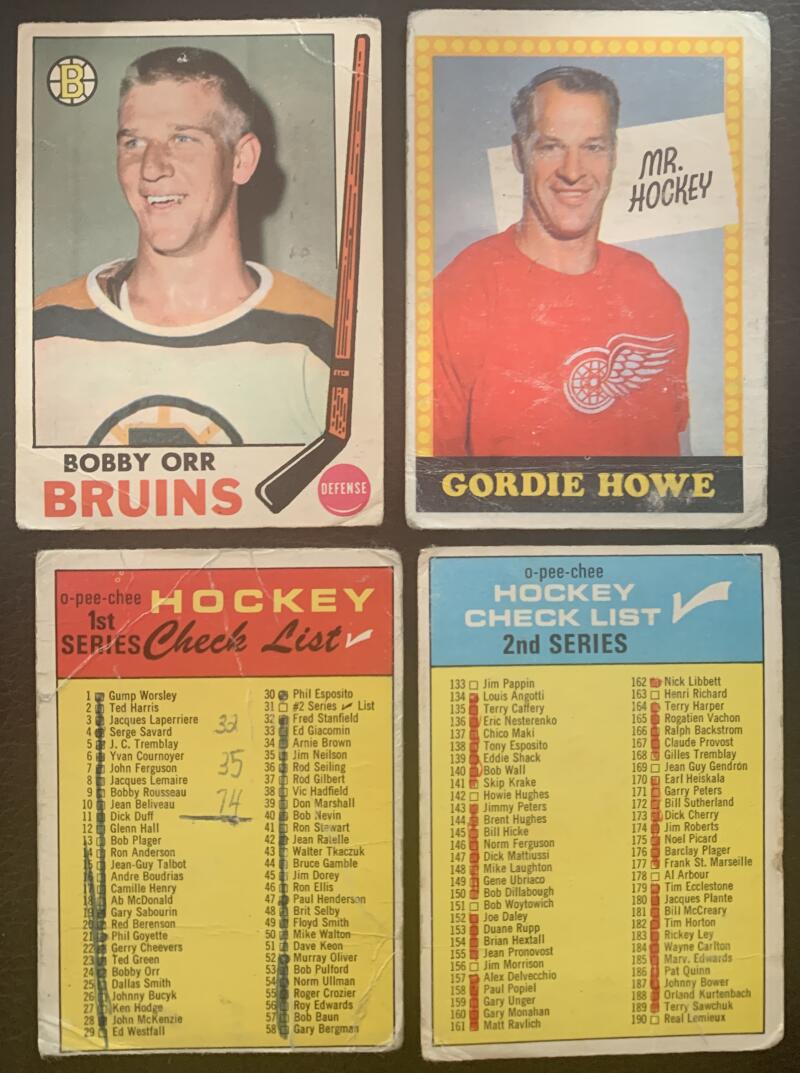 B
BOBBY ORR
BRUINS
DEFENSE
MR.
HOCKEY
GORDIE HOWE
o-pee-chee HOCKEY
1st
SERIES Check List
1 Gump Worsley
2 Ted Harris
3 Jacques Laperriere
4 Serge Savard
5 J. C. Tremblay
6 Yvan Cournoyer
7 John Ferguson
8 Jacques Lemaire
9 Bobby Rousseau
10 Jean Beliveau
11 Dick Duff
12 Glenn Hall
13 Bob Plager
14 Ron Anderson
15 Jean-Guy Talbot
16 Andre Boudrias
17 Camille Henry
18 Ab McDonald
19 Gary Sabourin
20 Red Berenson
21 Phil Goyette
22 Gerry Cheevers
23 Ted Green
24 Bobby Orr
25 Dallas Smith
26 Johnny Bucyk
27 Ken Hodge
28 John McKenzie
29 Ed Westfall
32
35
74
30 Phil Esposito
31 #2 Series ✓ List
32 Fred Stanfield
33 Ed Giacomin
34 Arnie Brown
35 Jim Neilson
36 Rod Seiling
37 Rod Gilbert
38 Vic Hadfield
39 Don Marshall
40 Bob Nevin
41 Ron Stewart
42 Jean Ratelle
43 Walter Tkaczuk
44 Bruce Gamble
45 Jim Dorey
46 Ron Ellis
47 Paul Henderson
48 Brit Selby
49 Floyd Smith
50 Mike Walton
51 Dave Keon
52 Murray Oliver
53 Bob Pulford
54 Norm Ullman
55 Roger Crozier
56 Roy Edwards
57 Bob Baun
58 Gary Bergman
o-pee-chee
HOCKEY
CHECK LIST
2nd SERIES
133 Jim Pappin
134 Louis Angotti
135 Terry Caffery
136 Eric Nesterenko
137 Chico Maki
138 Tony Esposito
139 Eddie Shack
140 Bob Wall
141 Skip Krake
142 Howie Hughes
143 Jimmy Peters
144 Brent Hughes
145 Bill Hicke
146 Norm Ferguson
147 Dick Mattiussi
148 Mike Laughton
149 Gene Ubriaco
150 Bob Dillabough
151 Bob Woytowich
152 Joe Daley
153 Duane Rupp
154 Brian Hextall
155 Jean Pronovost
156 Jim Morrison
157 Alex Delvecchio
158 Paul Popiel
159 Garry Unger
160 Gary Monahan
161 Matt Ravlich
162 Nick Libbett
163 Henri Richard
164 Terry Harper
165 Rogatien Vachon
166 Ralph Backstrom
167 Claude Provost
168 Gilles Tremblay
169 Jean Guy Gendron
170 Earl Heiskala
171 Garry Peters
172 Bill Sutherland
173 Dick Cherry
174 Jim Roberts
175 Noel Picard
176 Barclay Plager
177 Frank St. Marseille
178 Al Arbour
179 Tim Ecclestone
180 Jacques Plante
181 Bill McCreary
182 Tim Horton
183 Rickey Ley
184 Wayne Carlton
185 Marv. Edwards
186 Pat Quinn
187 Johnny Bower
188 Orland Kurtenbach
189 Terry Sawchuk
190 Real Lemieux